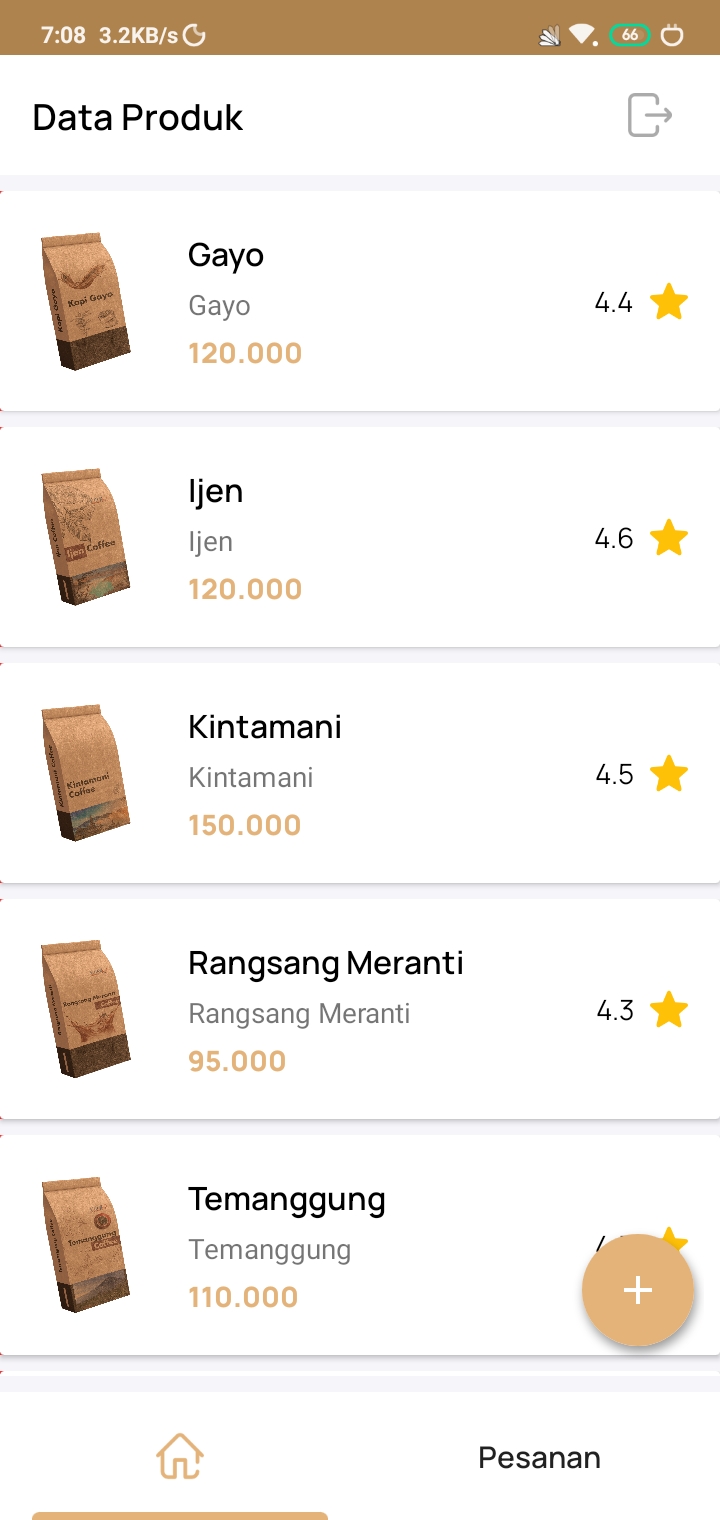 7:08 3.2KB/s
66
Data Produk
Kopi Gayo
Gayo
Gayo
120.000
4.4
Ijen Coffee
Ijen
Ijen
120.000
4.6
Kintamani
Coffee
Kintamani
Kintamani
150.000
4.5
Rangsang Meranti
Rangsang Meranti
Rangsang Meranti
95.000
4.3
Temanggung
Coffee
Temanggung
Temanggung
110.000
Pesanan